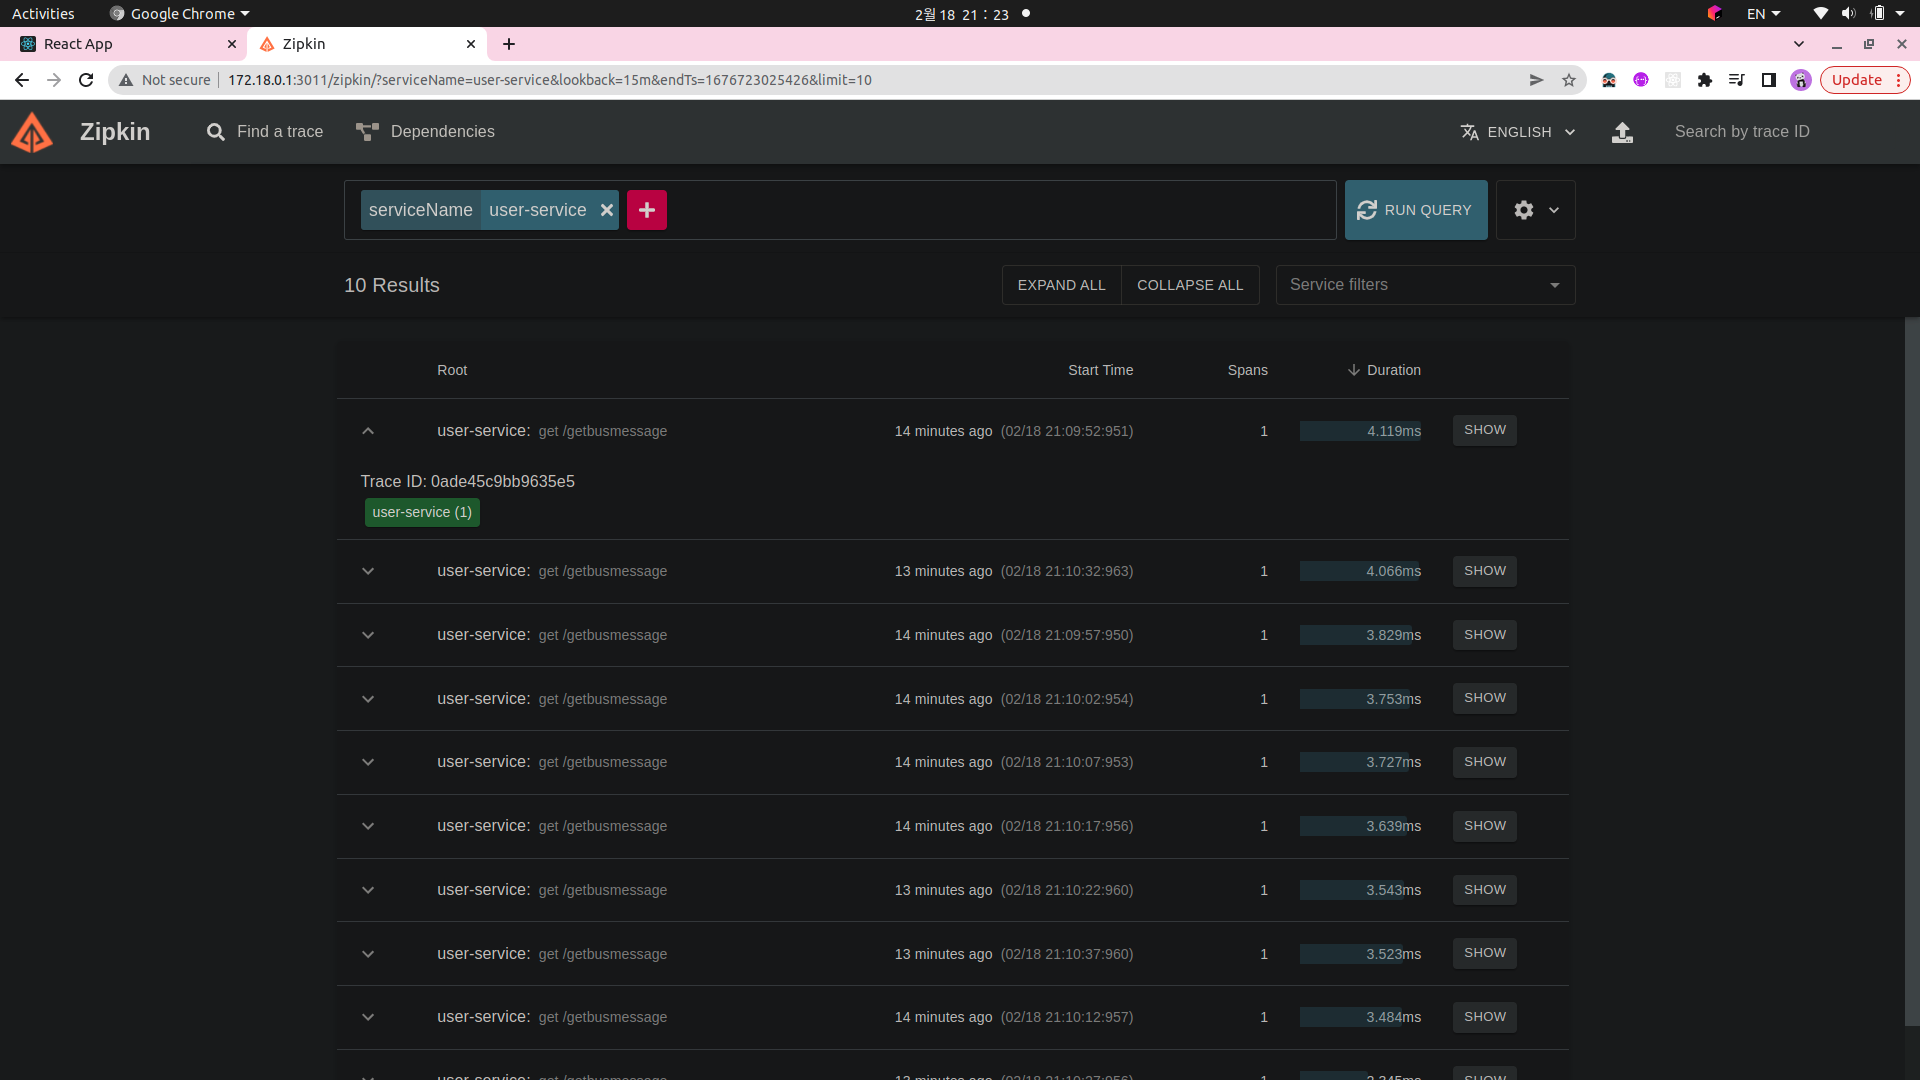 Activities Google Chrome 2월 18 21 : 23 EN
React App Zipkin
Not secure 172.18.0.1:3011/zipkin/?serviceName=user-service&lookback=15m&endTs=1676723025426&limit=10 Update
Zipkin Find a trace Dependencies ENGLISH Search by trace ID
serviceName user-service RUN QUERY
10 Results EXPAND ALL COLLAPSE ALL Service filters
Root Start Time Spans Duration
user-service: get /getbusmessage 14 minutes ago (02/18 21:09:52:951) 1 4.119ms SHOW
Trace ID: 0ade45c9bb9635e5
user-service (1)
user-service: get /getbusmessage 13 minutes ago (02/18 21:10:32:963) 1 4.066ms SHOW
user-service: get /getbusmessage 14 minutes ago (02/18 21:09:57:950) 1 3.829ms SHOW
user-service: get /getbusmessage 14 minutes ago (02/18 21:10:02:954) 1 3.753ms SHOW
user-service: get /getbusmessage 14 minutes ago (02/18 21:10:07:953) 1 3.727ms SHOW
user-service: get /getbusmessage 14 minutes ago (02/18 21:10:17:956) 1 3.639ms SHOW
user-service: get /getbusmessage 13 minutes ago (02/18 21:10:22:960) 1 3.543ms SHOW
user-service: get /getbusmessage 13 minutes ago (02/18 21:10:37:960) 1 3.523ms SHOW
user-service: get /getbusmessage 14 minutes ago (02/18 21:10:12:957) 1 3.484ms SHOW
user-service: get /getbusmessage 13 minutes ago 1 SHOW